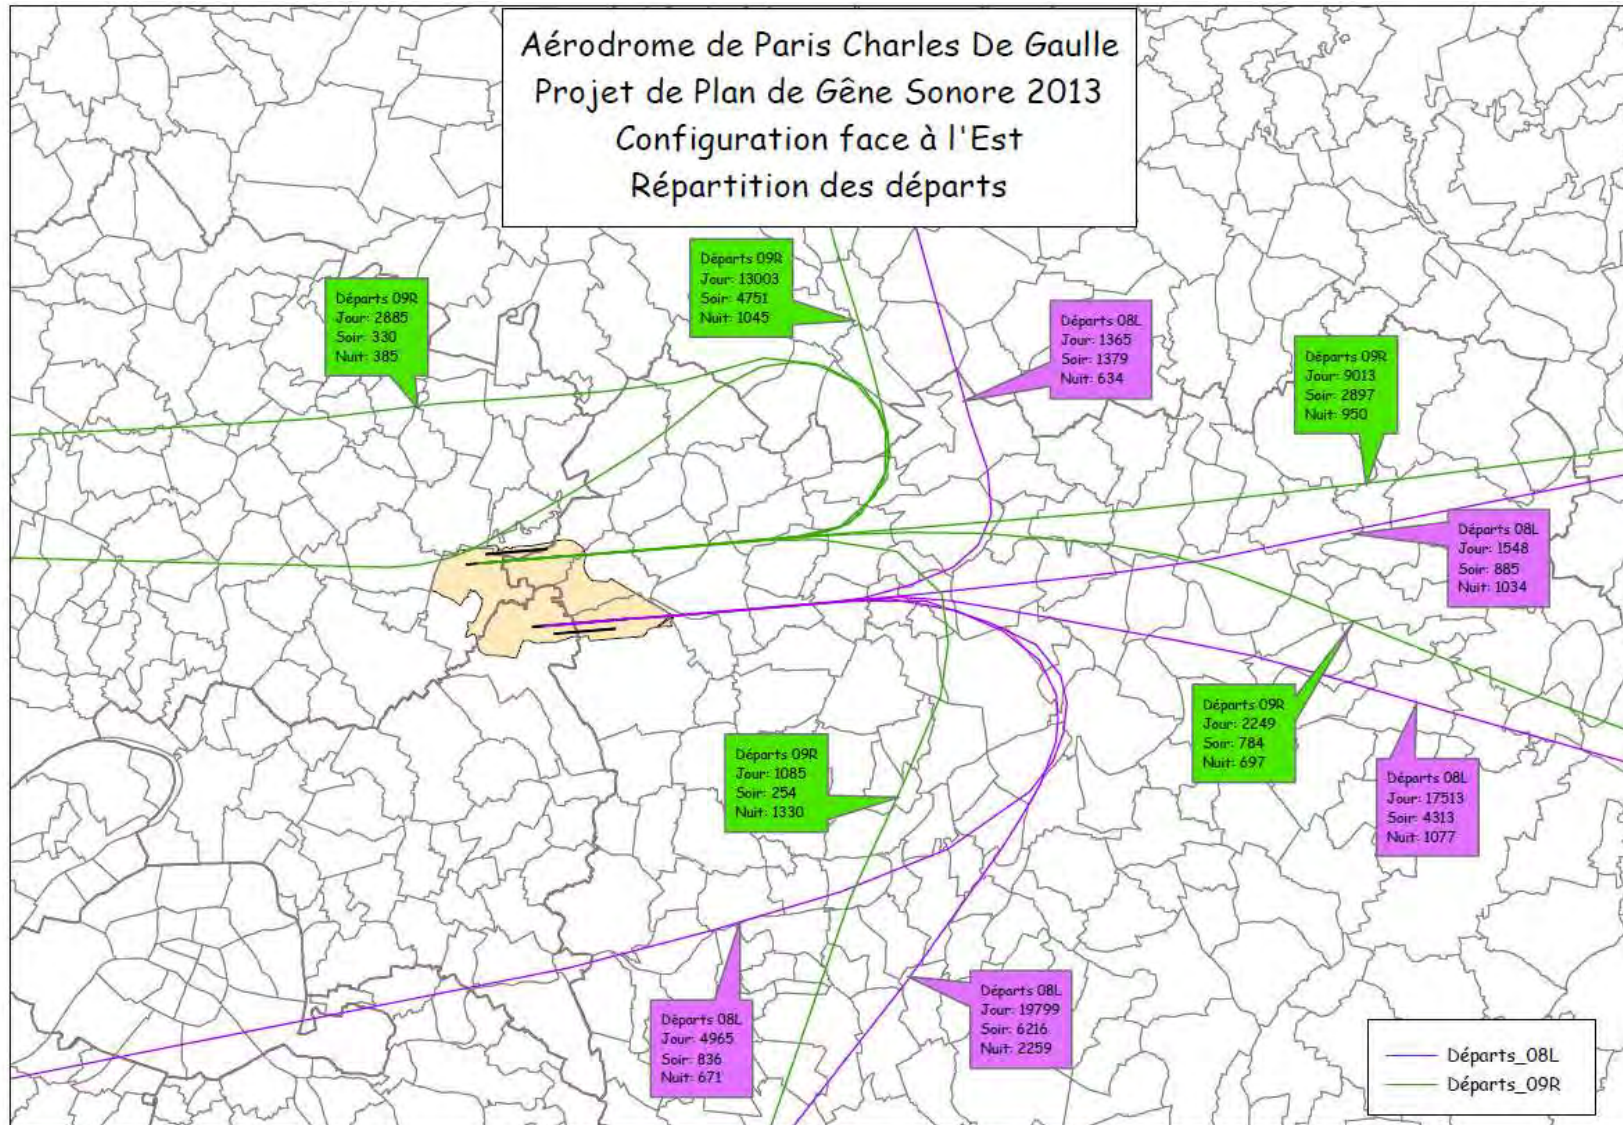 Aérodrome de Paris Charles De Gaulle
Projet de Plan de Gêne Sonore 2013
Configuration face à l'Est
Répartition des départs
Départs 09R
Jour: 13003
Soir: 4751
Nuit: 1045
Départs 09R
Jour: 2885
Soir: 330
Nuit: 385
Départs 08L
Jour: 1365
Soir: 1379
Nuit: 634
Départs 09R
Jour: 9013
Soir: 2897
Nuit: 950
Départs 08L
Jour: 1548
Soir: 885
Nuit: 1034
Départs 09R
Jour: 2249
Soir: 784
Nuit: 697
Départs 09R
Jour: 1085
Soir: 254
Nuit: 1330
Départs 08L
Jour: 17513
Soir: 4313
Nuit: 1077
Départs 08L
Jour: 19799
Soir: 6216
Nuit: 2259
Départs 08L
Jour: 4965
Soir: 836
Nuit: 671
Départs_08L
Départs_09R